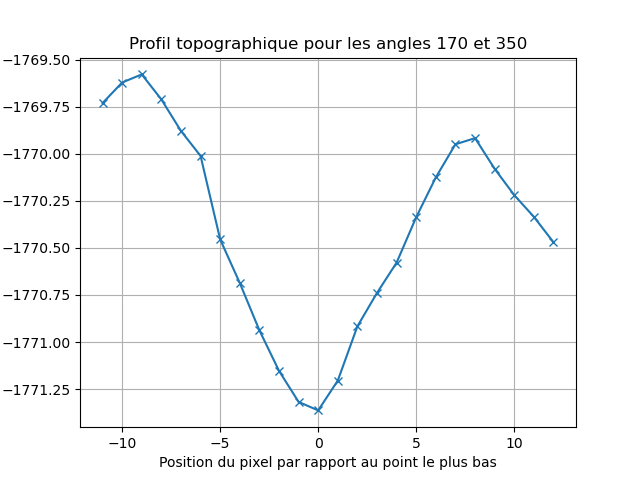 Profil topographique pour les angles 170 et 350
−1769.50
−1769.75
−1770.00
−1770.25
−1770.50
−1770.75
−1771.00
−1771.25
−10 −5 0 5 10
Position du pixel par rapport au point le plus bas